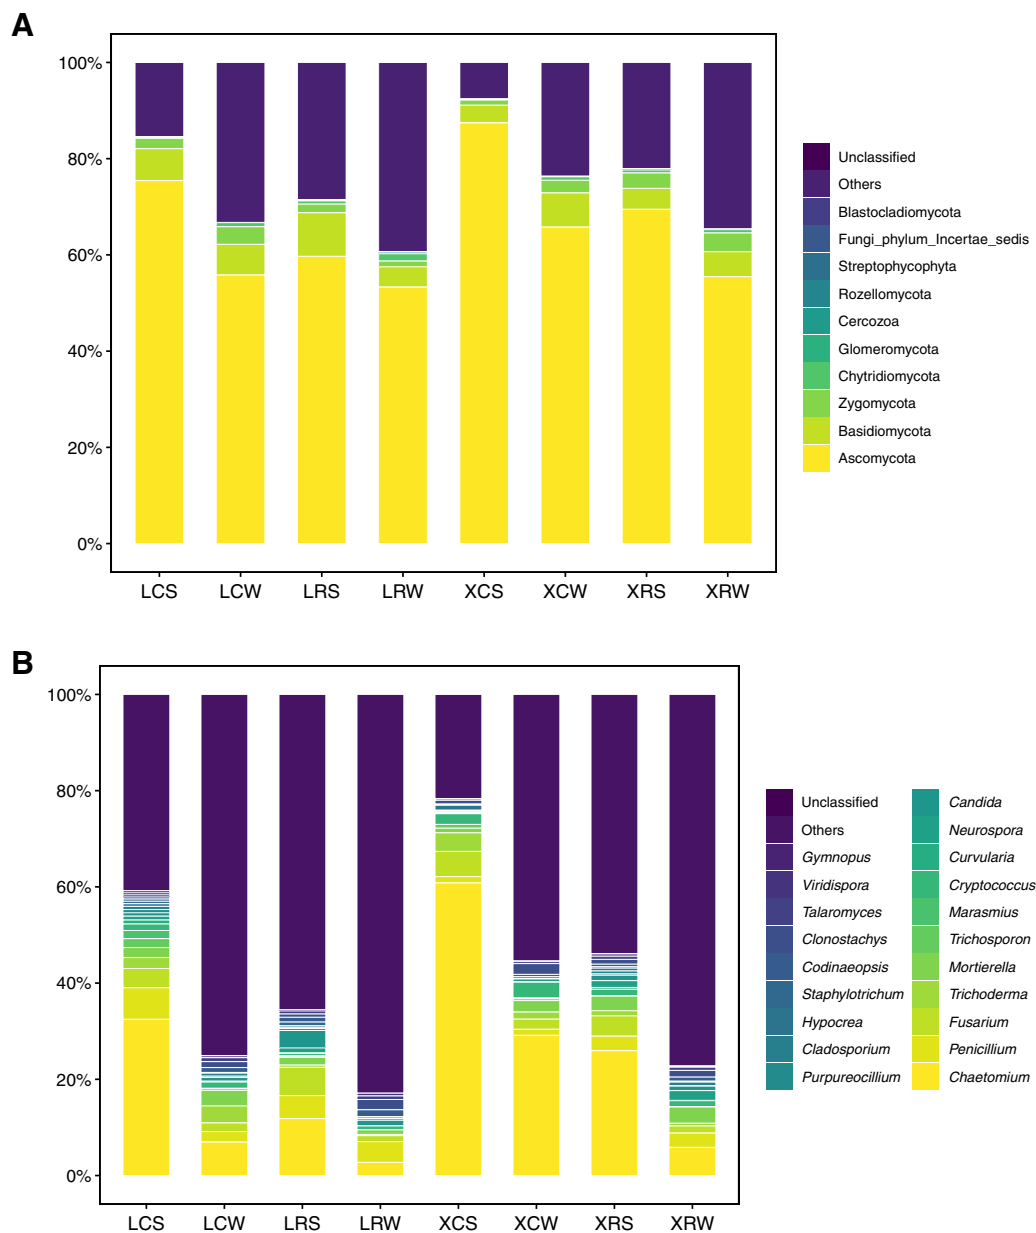 A
100%
80%
60%
40%
20%
0%
LCS LCW LRS LRW XCS XCW XRS XRW
Unclassified
Others
Blastocladiomycota
Fungi_phylum_Incertae_sedis
Streptophycophyta
Rozellomycota
Cercozoa
Glomeromycota
Chytridiomycota
Zygomycota
Basidiomycota
Ascomycota
B
100%
80%
60%
40%
20%
0%
LCS LCW LRS LRW XCS XCW XRS XRW
Unclassified
Others
Gymnopus
Viridispora
Talaromyces
Clonostachys
Codinaeopsis
Staphylotrichum
Hypocrea
Cladosporium
Purpureocillium
Candida
Neurospora
Curvularia
Cryptococcus
Marasmius
Trichosporon
Mortierella
Trichoderma
Fusarium
Penicillium
Chaetomium